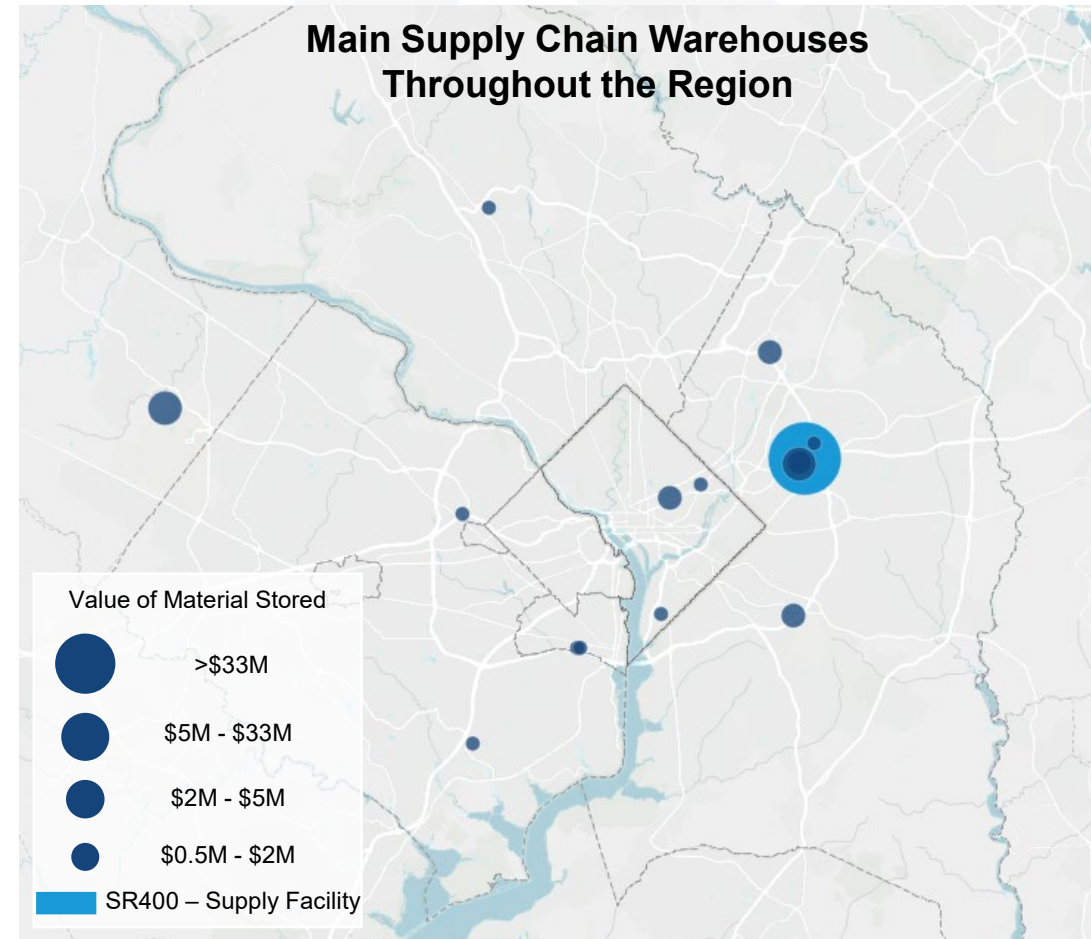 Main Supply Chain Warehouses
Throughout the Region
Value of Material Stored
>$33M
$5M - $33M
$2M - $5M
$0.5M - $2M
SR400 – Supply Facility